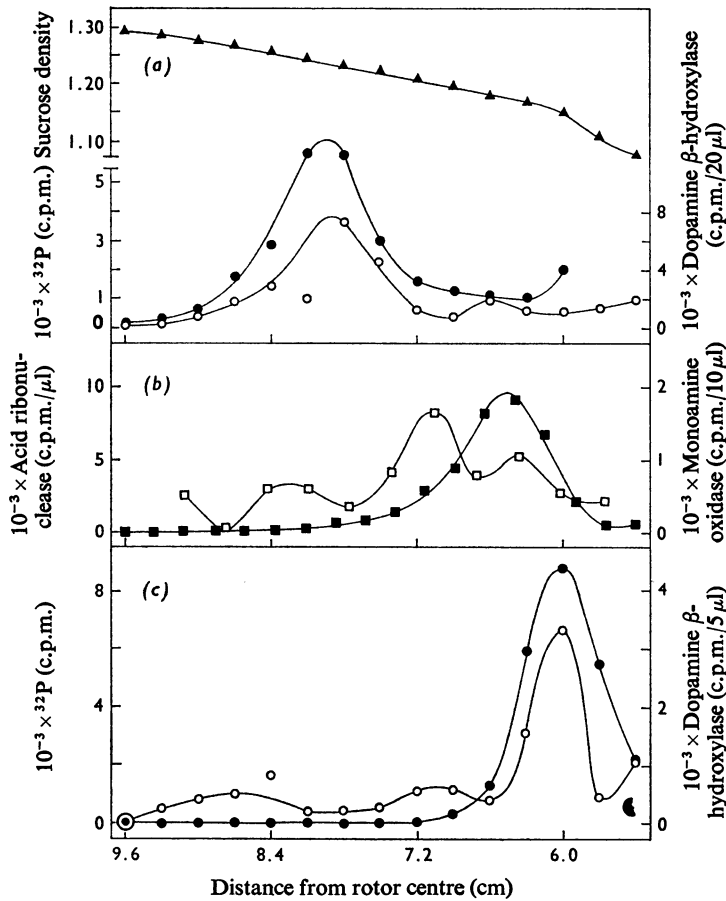 1.30
1.20
1.10
5
3
1
0
10⁻³ × ³²P (c.p.m.) Sucrose density
(a)
8
4
2
0
10⁻³ × Dopamine β-hydroxylase
(c.p.m./20 μl)
10
5
0
10⁻³ × Acid ribonu-
clease (c.p.m./μl)
(b)
2
1
0
10⁻³ × Monoamine
oxidase (c.p.m./10 μl)
8
4
0
10⁻³ × ³²P (c.p.m.)
(c)
4
2
0
10⁻³ × Dopamine β-
hydroxylase (c.p.m./5 μl)
9.6 8.4 7.2 6.0
Distance from rotor centre (cm)